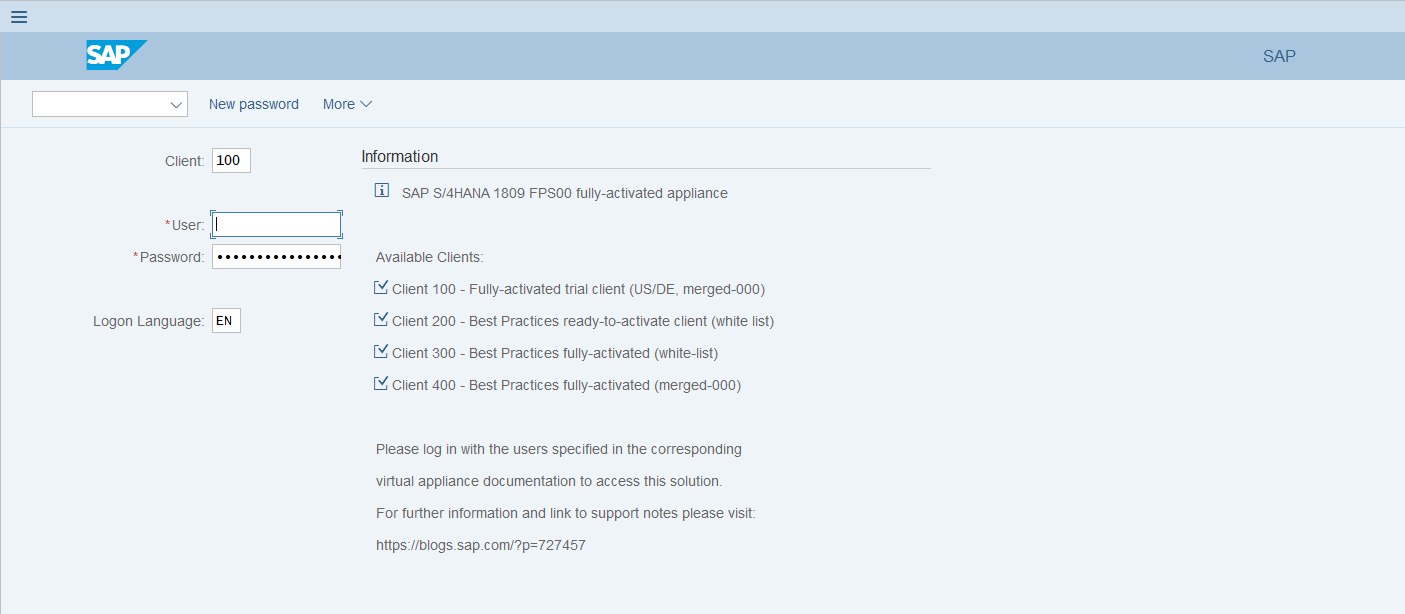 SAP
SAP
New password More
Client: 100
*User:
*Password: ••••••••••••••••
Logon Language: EN
Information
SAP S/4HANA 1809 FPS00 fully-activated appliance
Available Clients:
Client 100 - Fully-activated trial client (US/DE, merged-000)
Client 200 - Best Practices ready-to-activate client (white list)
Client 300 - Best Practices fully-activated (white-list)
Client 400 - Best Practices fully-activated (merged-000)
Please log in with the users specified in the corresponding
virtual appliance documentation to access this solution.
For further information and link to support notes please visit:
https://blogs.sap.com/?p=727457